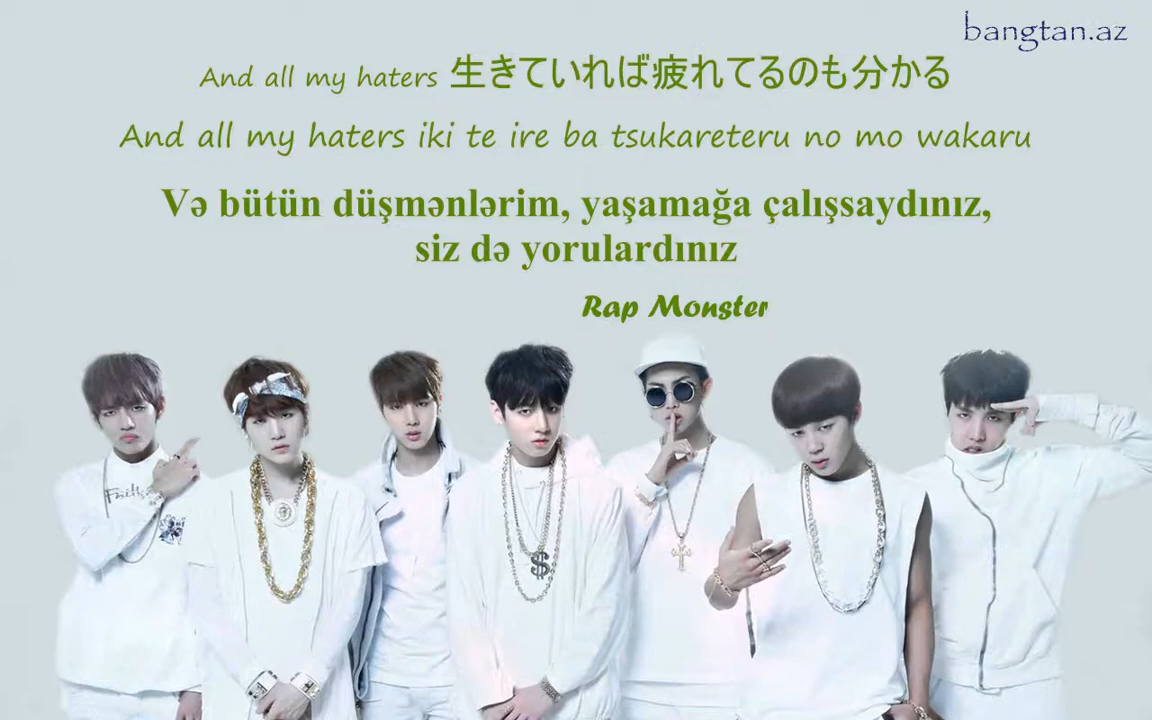 bangtan.az
And all my haters 生きていれば疲れてるのも分かる
And all my haters iki te ire ba tsukareteru no mo wakaru
Və bütün düşmənlərim, yaşamağa çalışsaydınız,
siz də yorulardınız
Rap Monster
$